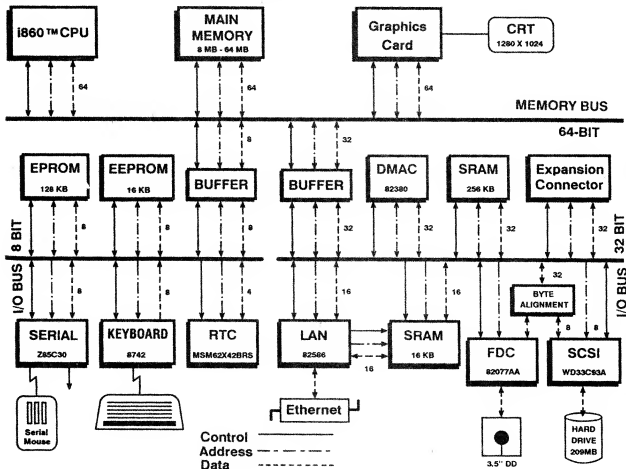 i860™CPU
MAIN
MEMORY
8 MB - 64 MB
Graphics
Card
CRT
1280 X 1024
64
64
64
MEMORY BUS
64-BIT
8
32
EPROM
128 KB
EEPROM
16 KB
BUFFER
BUFFER
DMAC
82380
SRAM
256 KB
Expansion
Connector
8
8
8
32
32
32
32
8 BIT
32 BIT
I/O BUS
I/O BUS
8
8
4
16
16
32
8
BYTE
ALIGNMENT
8
SERIAL
Z85C30
KEYBOARD
8742
RTC
MSM62X42BRS
LAN
82586
16
SRAM
16 KB
FDC
82077AA
SCSI
WD33C93A
Serial
Mouse
Ethernet
HARD
DRIVE
209MB
3.5" DD
Control
Address
Data